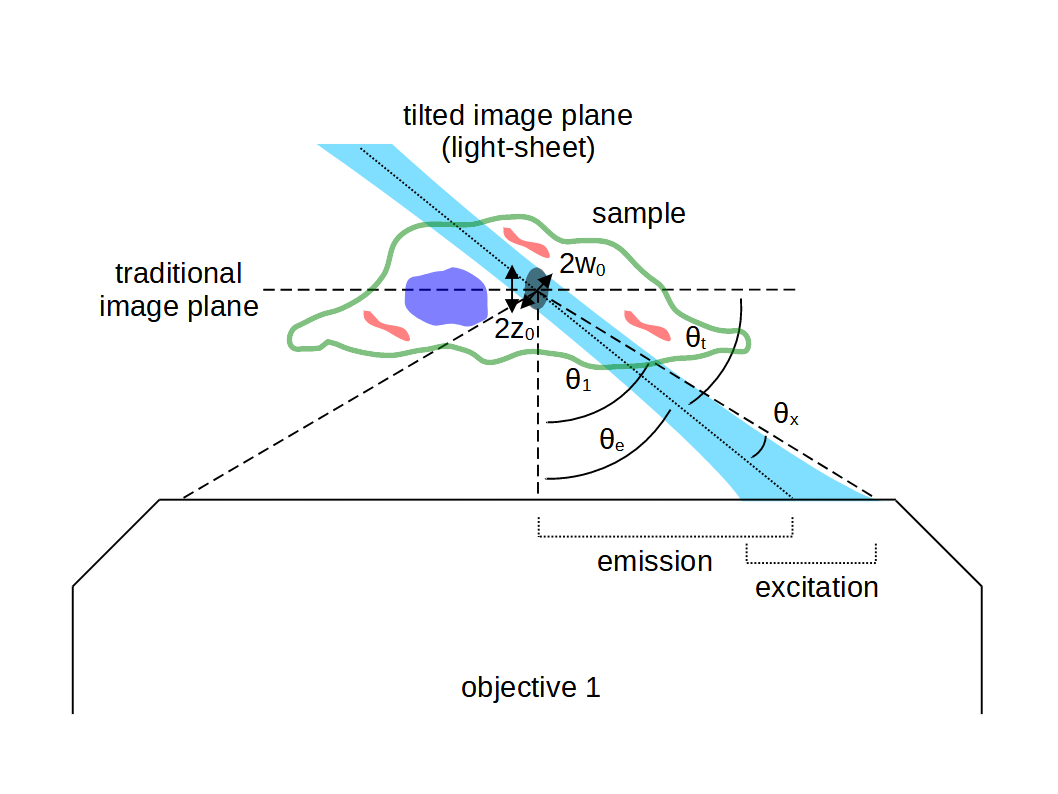 tilted image plane
(light-sheet)
sample
traditional
image plane
2w₀
2z₀
θₜ
θ₁
θₓ
θₑ
emission
excitation
objective 1